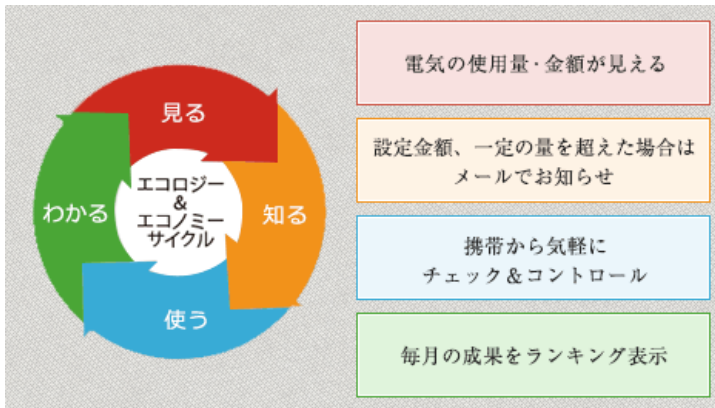 見る
知る
使う
わかる
エコロジー
&
エコノミー
サイクル
電気の使用量・金額が見える
設定金額、一定の量を超えた場合は
メールでお知らせ
携帯から気軽に
チェック&コントロール
毎月の成果をランキング表示